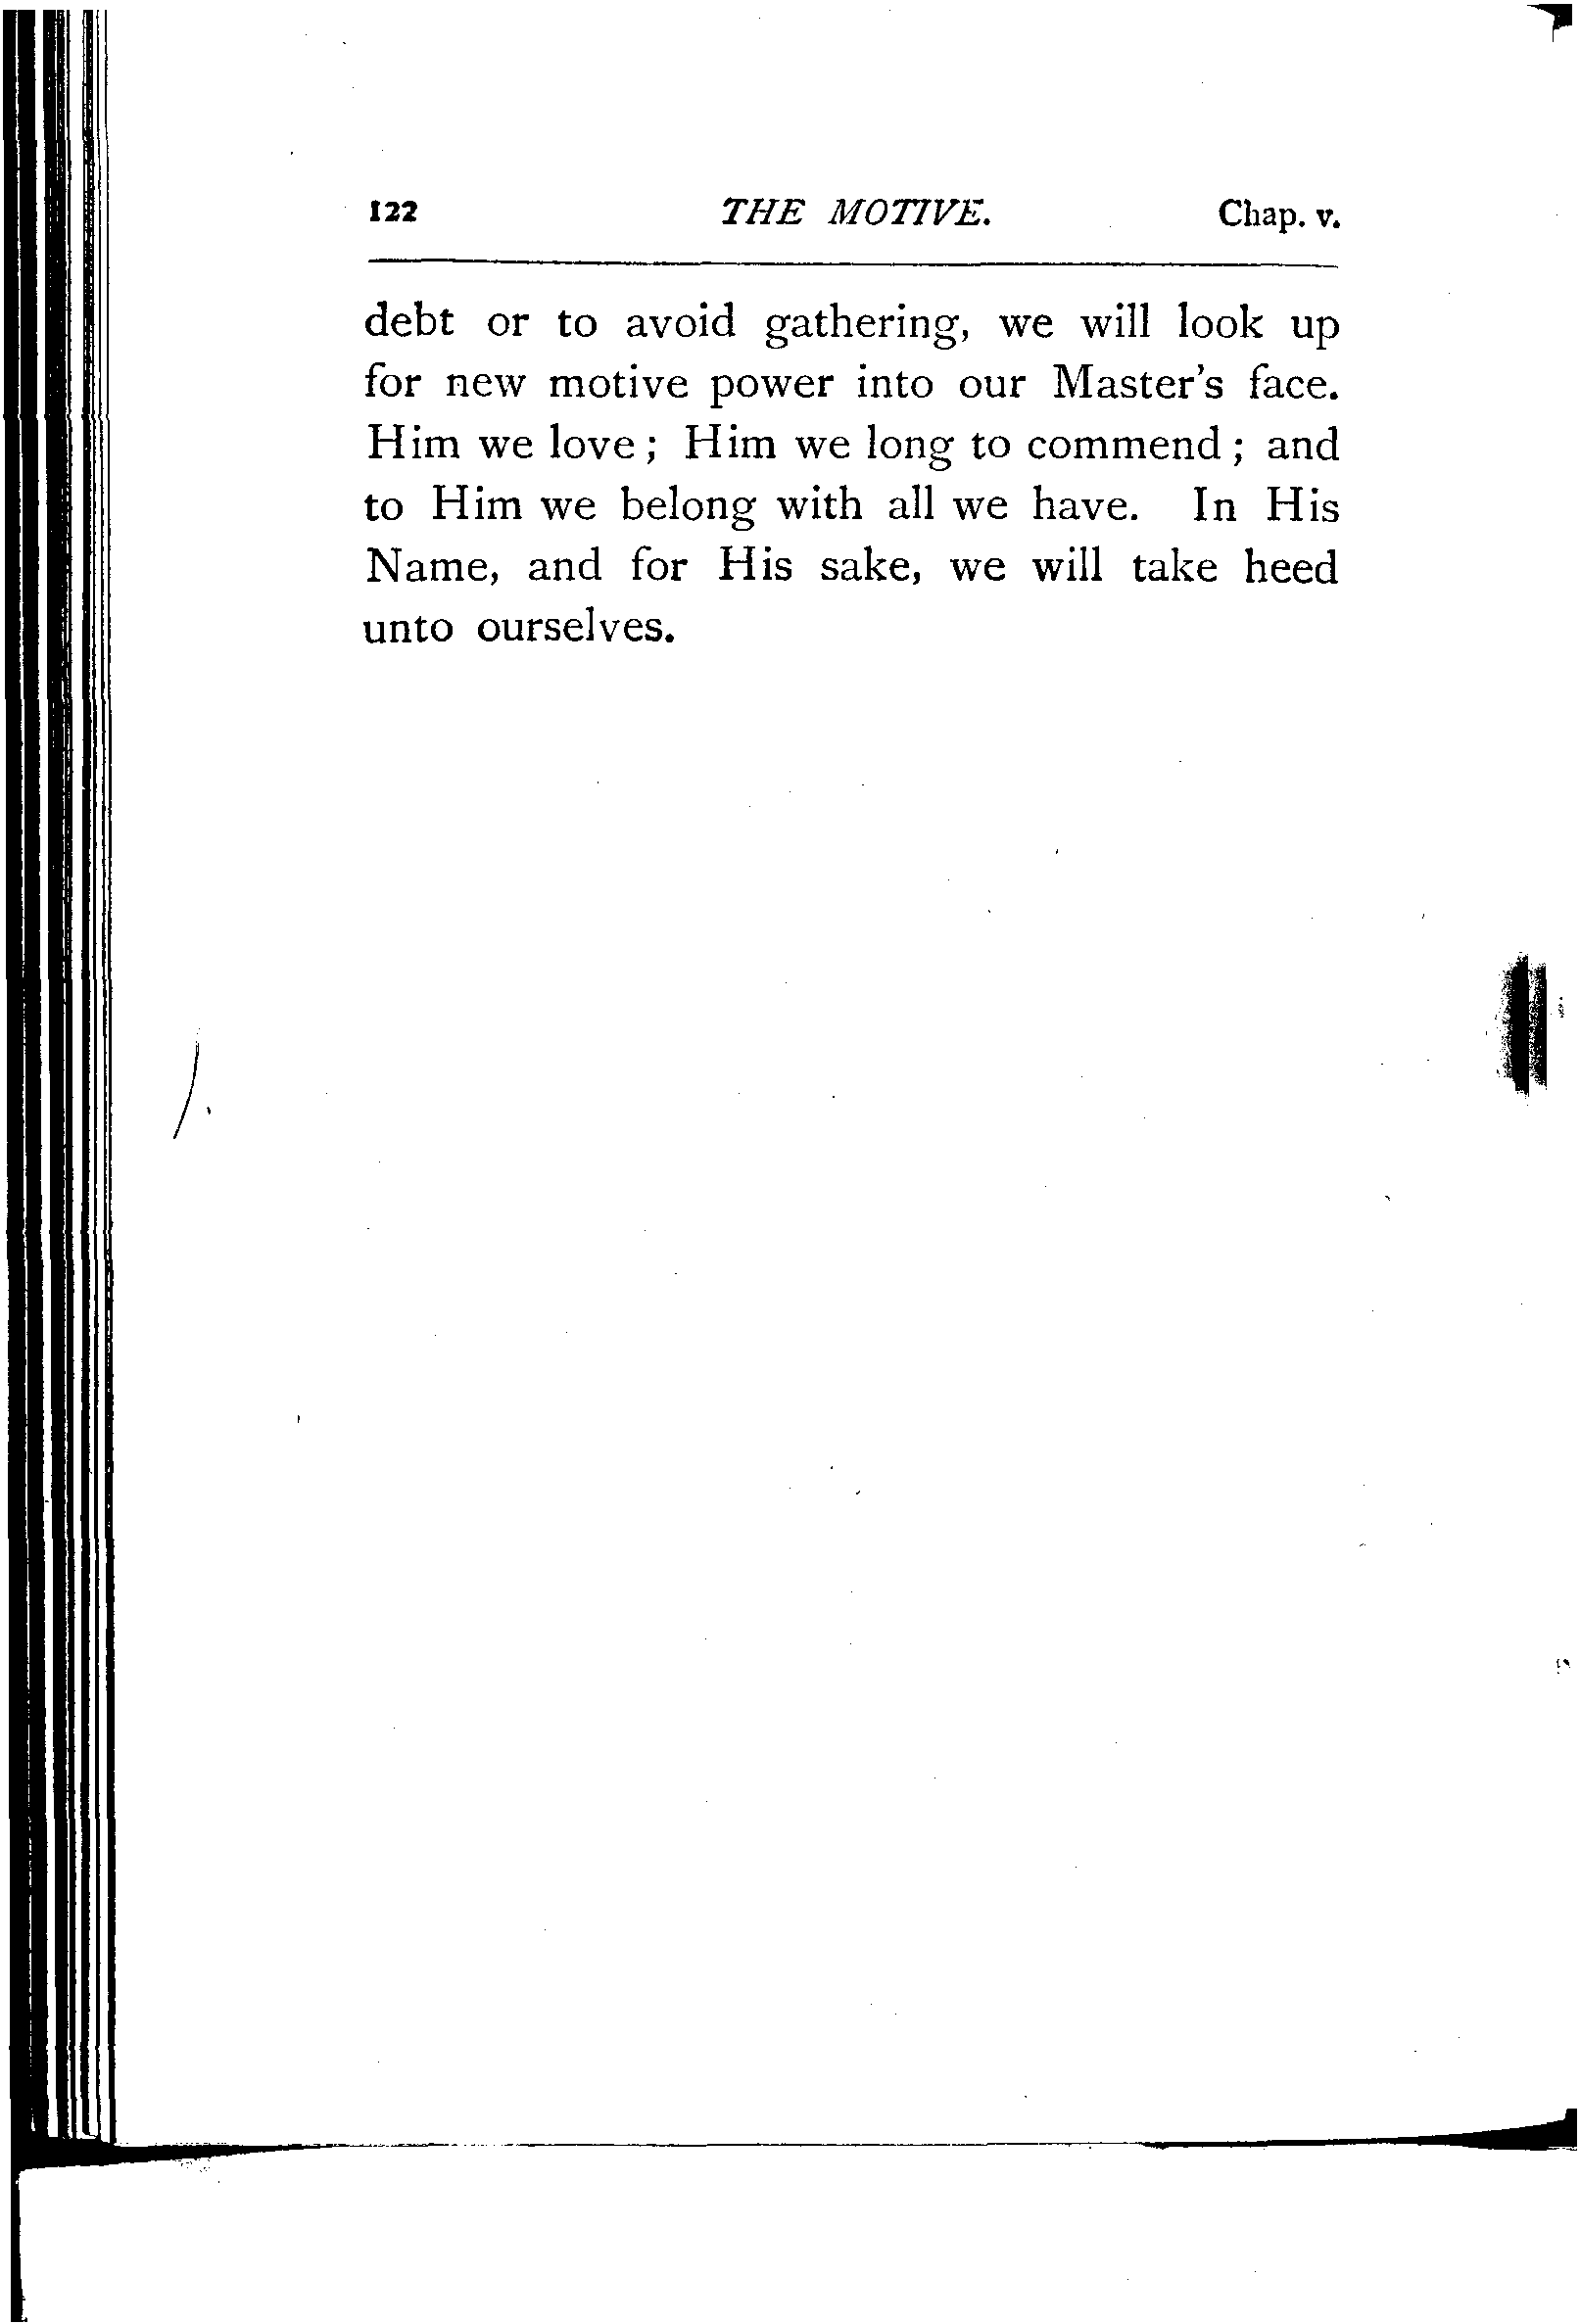 122 THE MOTIVE. Chap. v.
debt or to avoid gathering, we will look up
for new motive power into our Master's face.
Him we love; Him we long to commend; and
to Him we belong with all we have. In His
Name, and for His sake, we will take heed
unto ourselves.